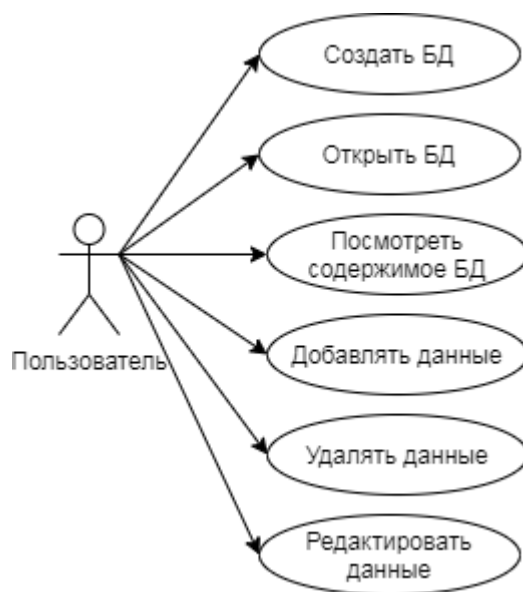 Создать БД
Открыть БД
Посмотреть
содержимое БД
Пользователь
Добавлять данные
Удалять данные
Редактировать
данные